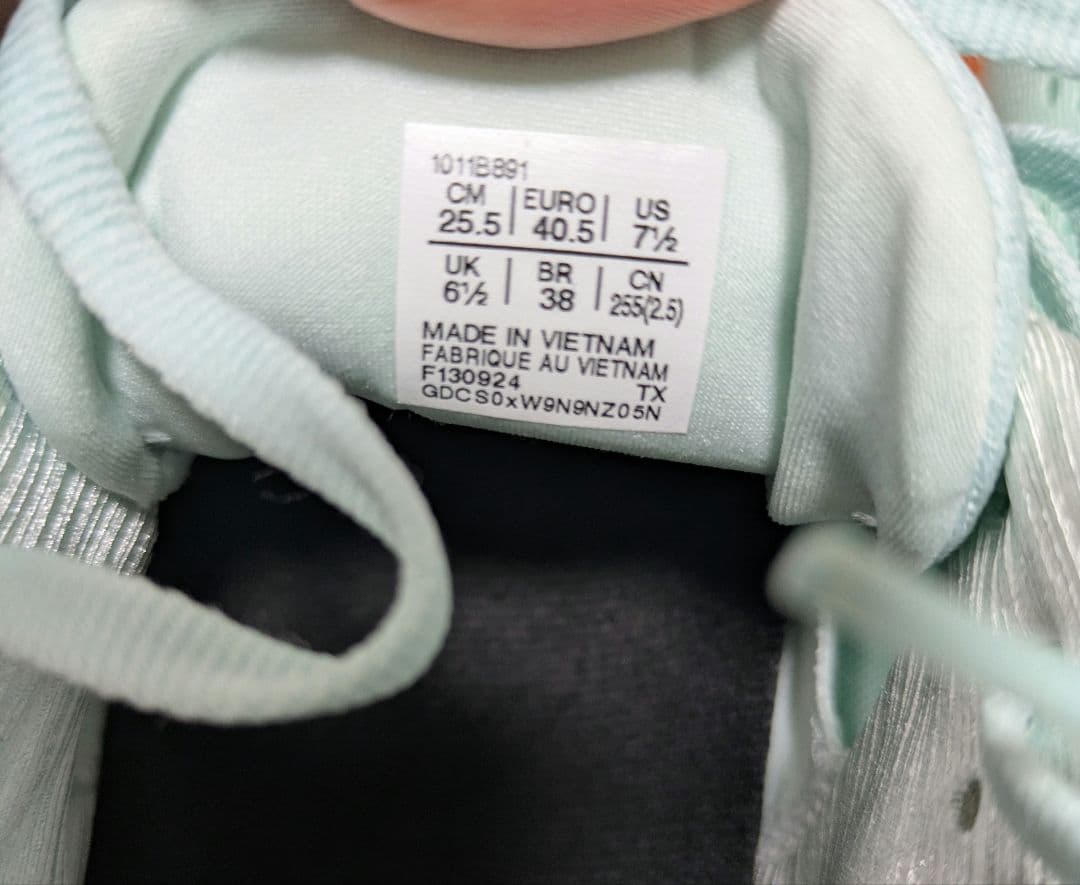 1011B891
CM | EURO | US
25.5 | 40.5 | 7½
UK | BR | CN
6½ | 38 | 255(2.5)
MADE IN VIETNAM
FABRIQUE AU VIETNAM
F130924 TX
GDCS0xW9N9NZ05N